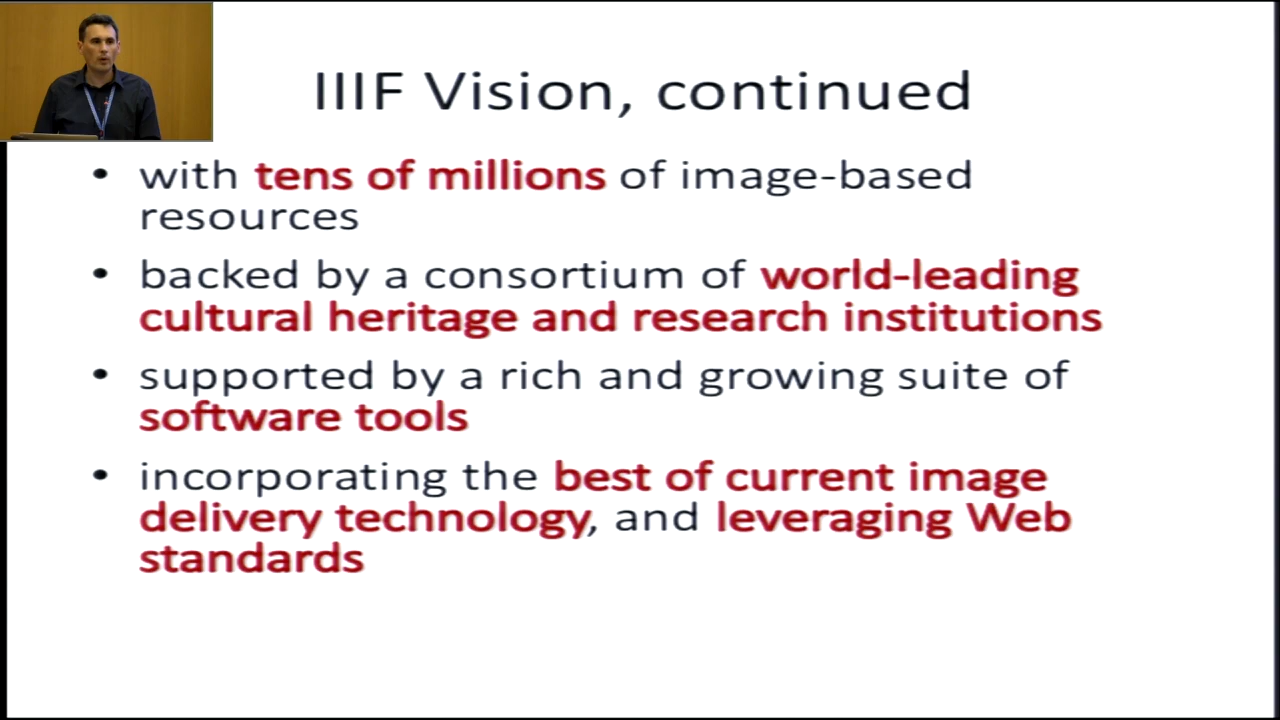 IIIF Vision, continued
• with tens of millions of image-based
resources
• backed by a consortium of world-leading
cultural heritage and research institutions
• supported by a rich and growing suite of
software tools
• incorporating the best of current image
delivery technology, and leveraging Web
standards